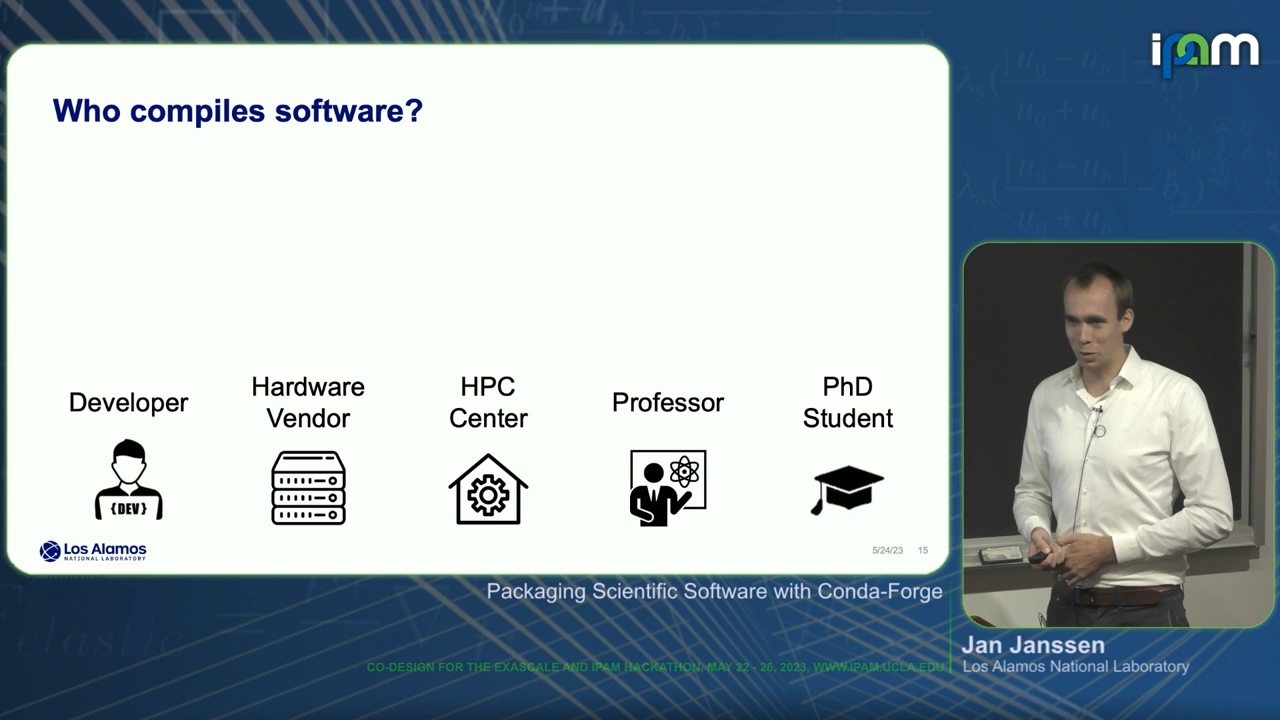 ipam
Who compiles software?
Developer
Hardware
Vendor
HPC
Center
Professor
PhD
Student
{DEV}
Los Alamos
NATIONAL LABORATORY
5/24/23 15
Packaging Scientific Software with Conda-Forge
Jan Janssen
Los Alamos National Laboratory
CO-DESIGN FOR THE EXASCALE AND IPAM HACKATHON, MAY 22 - 26, 2023, WWW.IPAM.UCLA.EDU
elastic